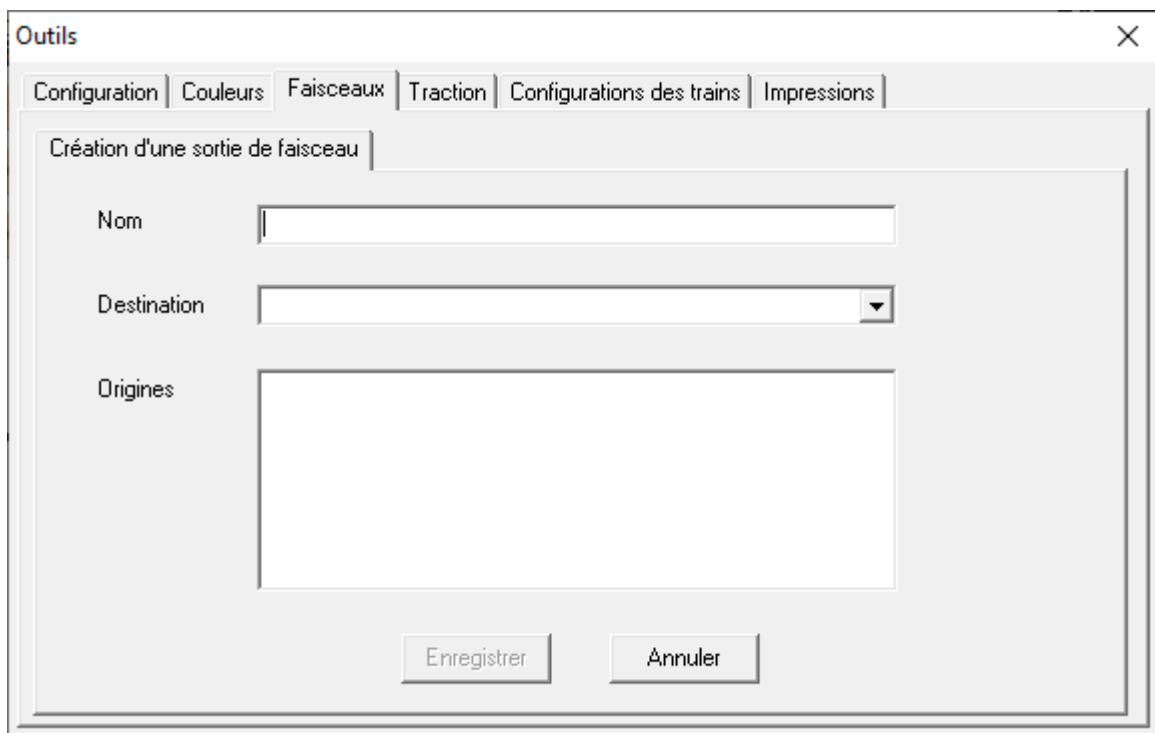 Outils
Configuration Couleurs Faisceaux Traction Configurations des trains Impressions
Création d'une sortie de faisceau
Nom
Destination
Origines
Enregistrer Annuler